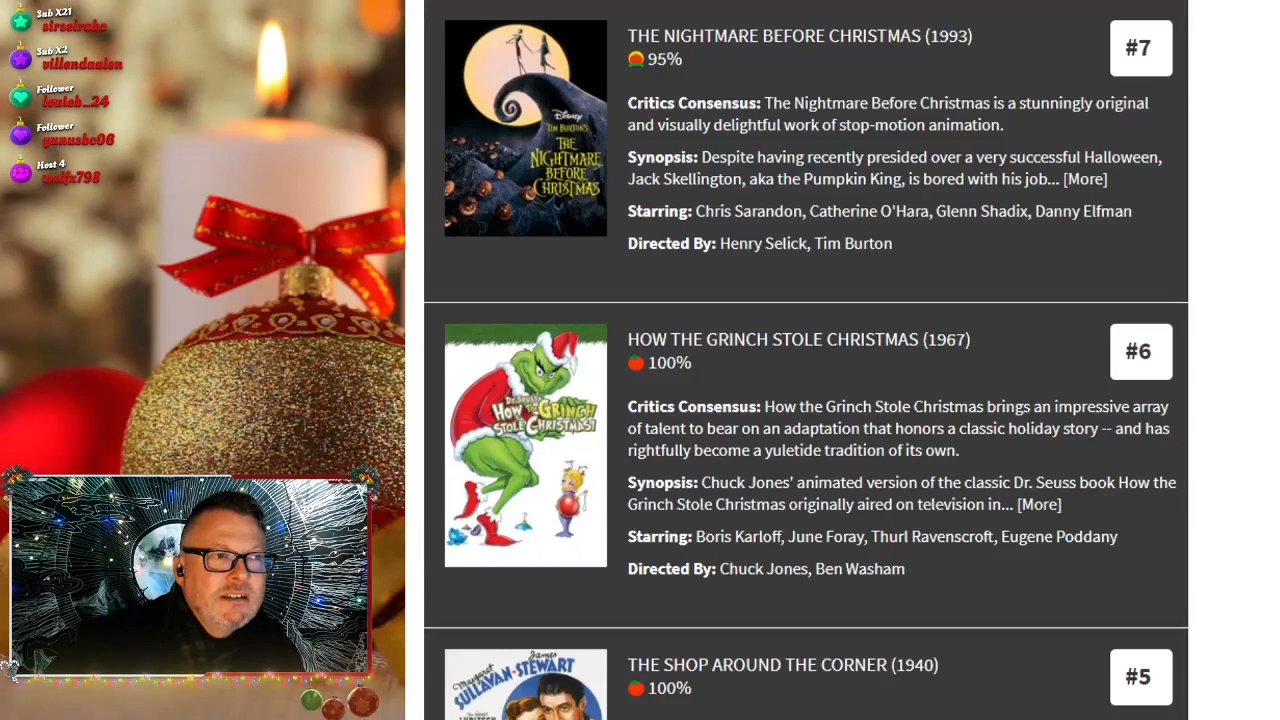 Sub X21
sirseirahc
Sub X2
Follower
louieh_24
Follower
yunusbc06
Host 4
wolfx798
THE NIGHTMARE BEFORE CHRISTMAS (1993)
#7
95%
Critics Consensus: The Nightmare Before Christmas is a stunningly original
and visually delightful work of stop-motion animation.
Synopsis: Despite having recently presided over a very successful Halloween,
Jack Skellington, aka the Pumpkin King, is bored with his job... [More]
Starring: Chris Sarandon, Catherine O'Hara, Glenn Shadix, Danny Elfman
Directed By: Henry Selick, Tim Burton
Disney
TIM BURTON'S
THE
NIGHTMARE
BEFORE
CHRISTMAS
HOW THE GRINCH STOLE CHRISTMAS (1967)
#6
100%
Critics Consensus: How the Grinch Stole Christmas brings an impressive array
of talent to bear on an adaptation that honors a classic holiday story -- and has
rightfully become a yuletide tradition of its own.
Synopsis: Chuck Jones' animated version of the classic Dr. Seuss book How the
Grinch Stole Christmas originally aired on television in... [More]
Starring: Boris Karloff, June Foray, Thurl Ravenscroft, Eugene Poddany
Directed By: Chuck Jones, Ben Washam
Dr. Seuss'
HOW THE GRINCH
STOLE CHRISTMAS!
THE SHOP AROUND THE CORNER (1940)
#5
100%
Margaret James
SULLAVAN-STEWART